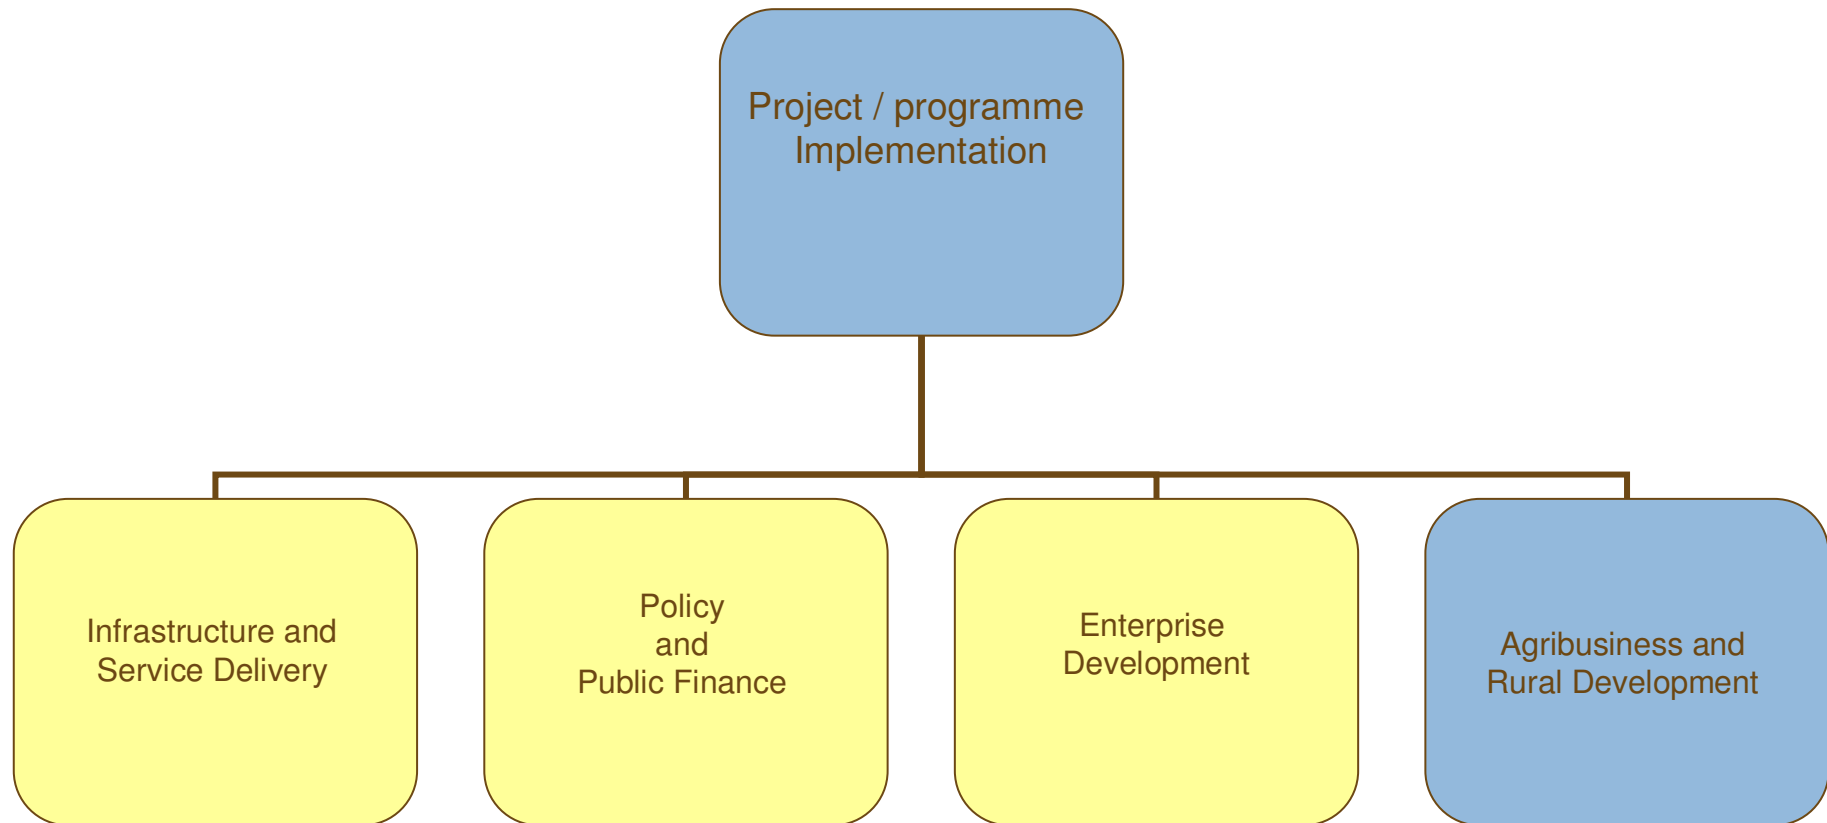 Project / programme
Implementation
Infrastructure and
Service Delivery
Policy
and
Public Finance
Enterprise
Development
Agribusiness and
Rural Development